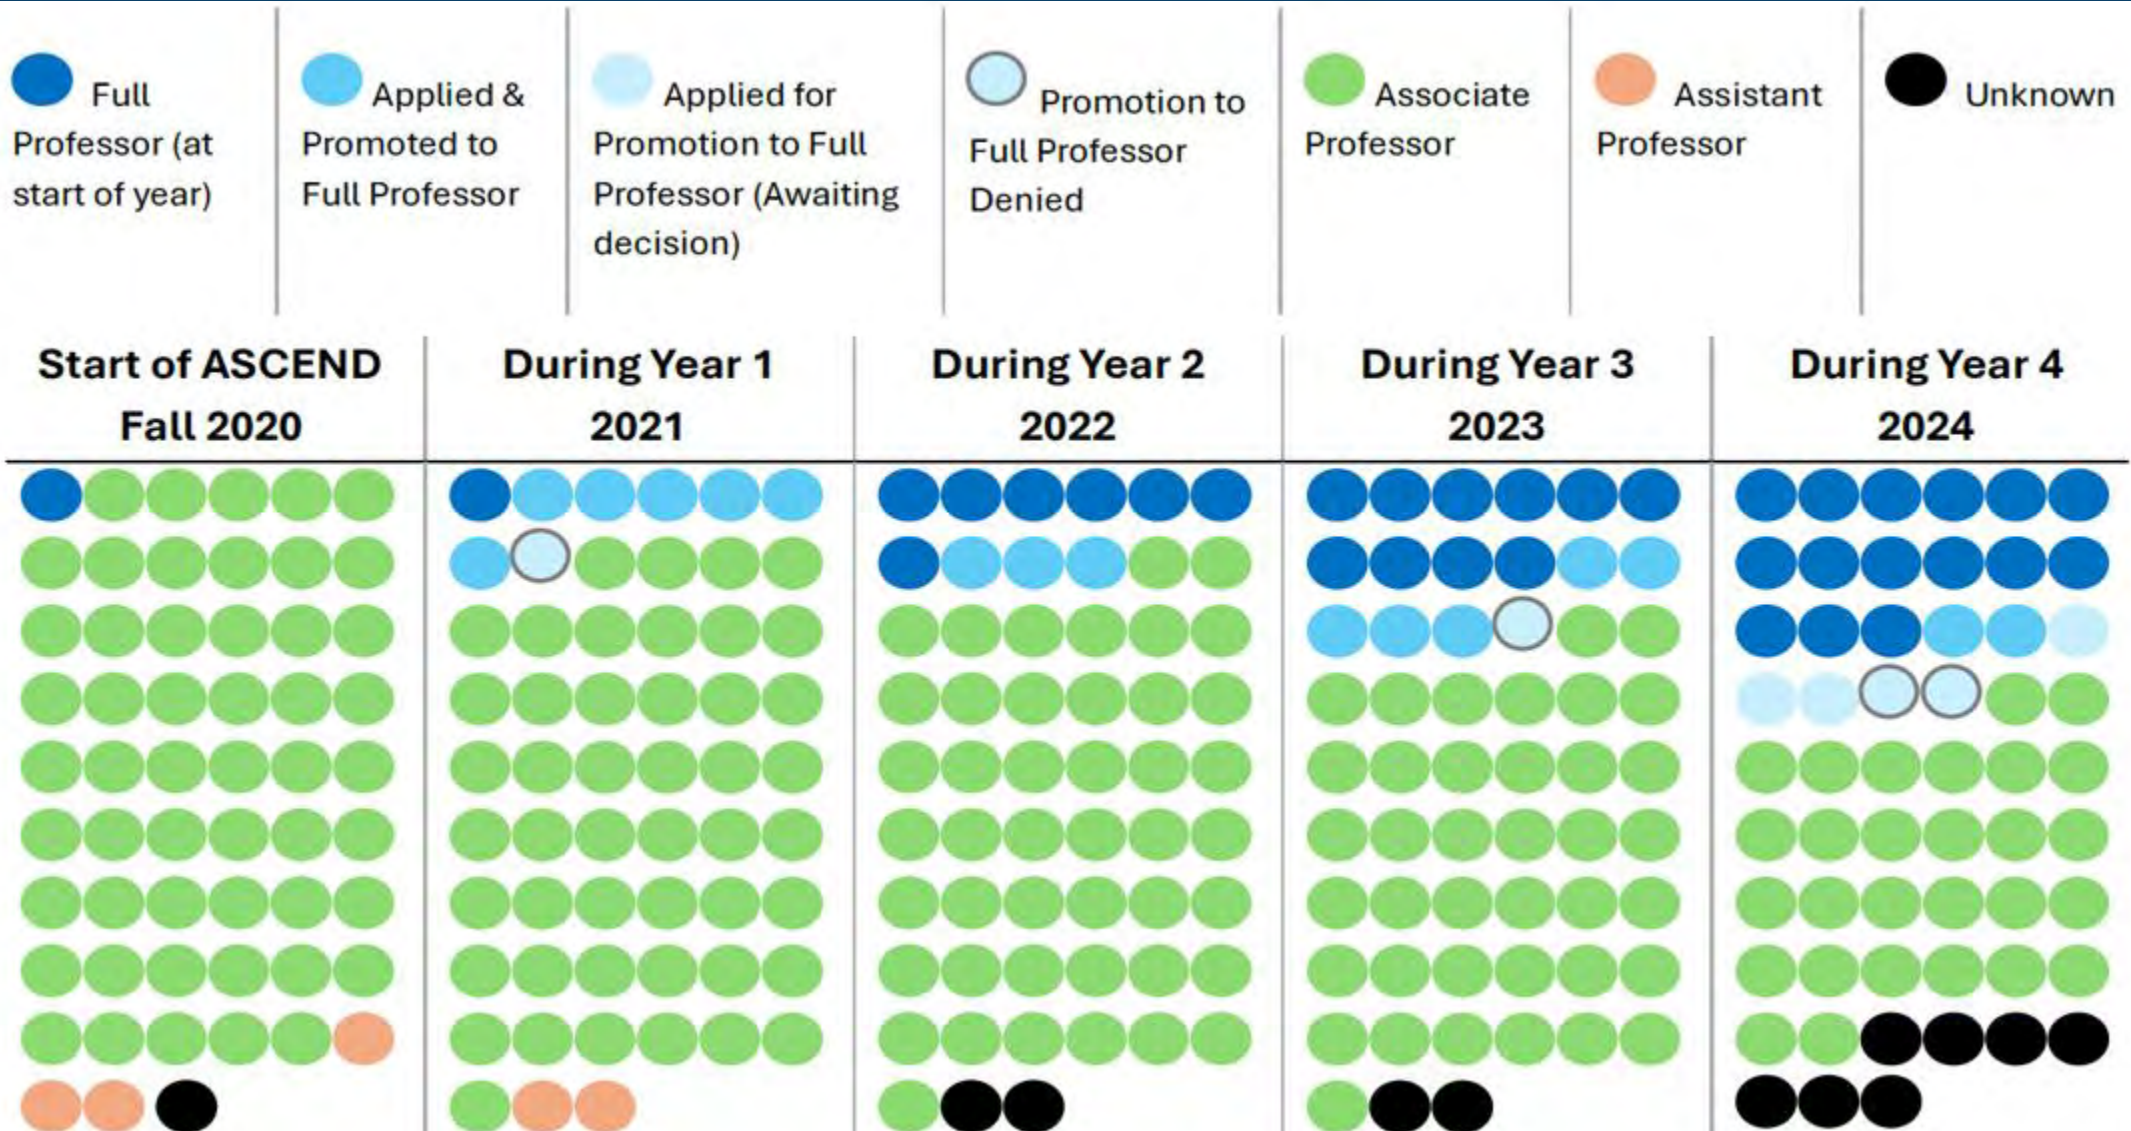 Full
Professor (at
start of year)
Applied &
Promoted to
Full Professor
Applied for
Promotion to Full
Professor (Awaiting
decision)
Promotion to
Full Professor
Denied
Associate
Professor
Assistant
Professor
Unknown
Start of ASCEND
Fall 2020
During Year 1
2021
During Year 2
2022
During Year 3
2023
During Year 4
2024